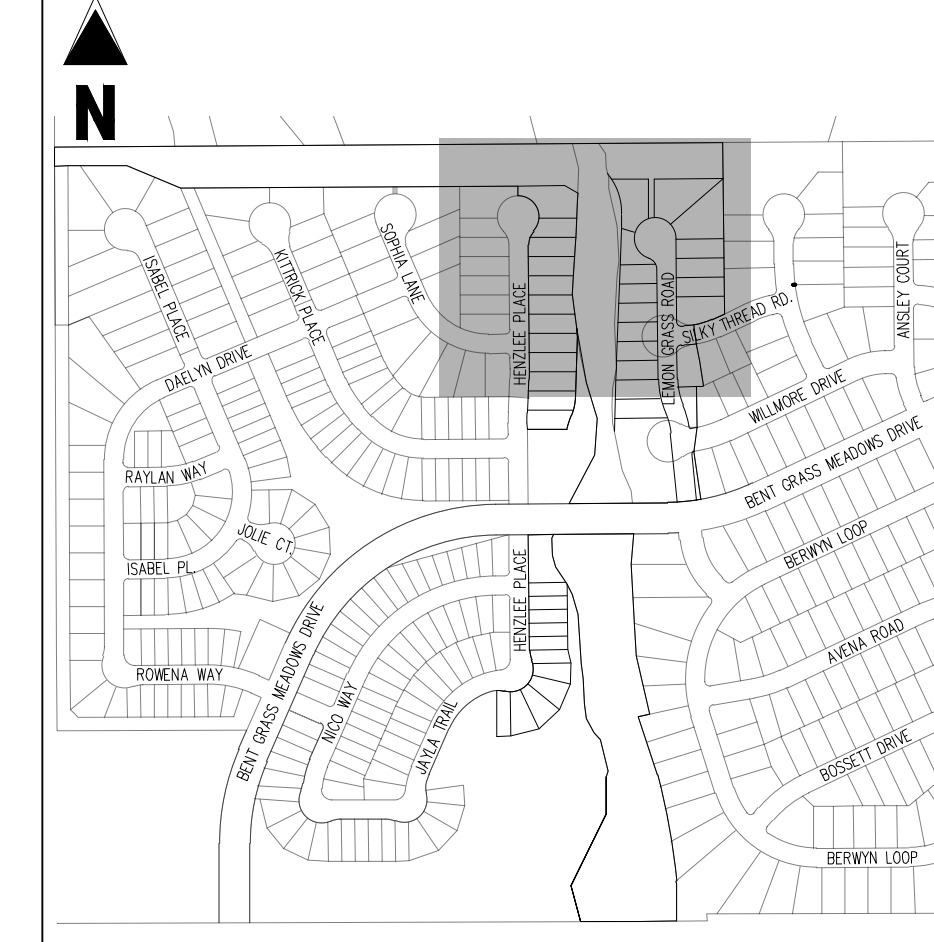 N
ISABEL PLACE
KITTRICK PLACE
SOPHIA LANE
HENZLEE PLACE
LEMON GRASS ROAD
SILKY THREAD RD.
ANSLEY COURT
DAELYN DRIVE
WILLMORE DRIVE
BENT GRASS MEADOWS DRIVE
RAYLAN WAY
JOLIE CT.
ISABEL PL.
BERWYN LOOP
HENZLEE PLACE
AVENA ROAD
ROWENA WAY
BENT GRASS MEADOWS DRIVE
NICO WAY
JAYLA TRAIL
BOSSETT DRIVE
BERWYN LOOP